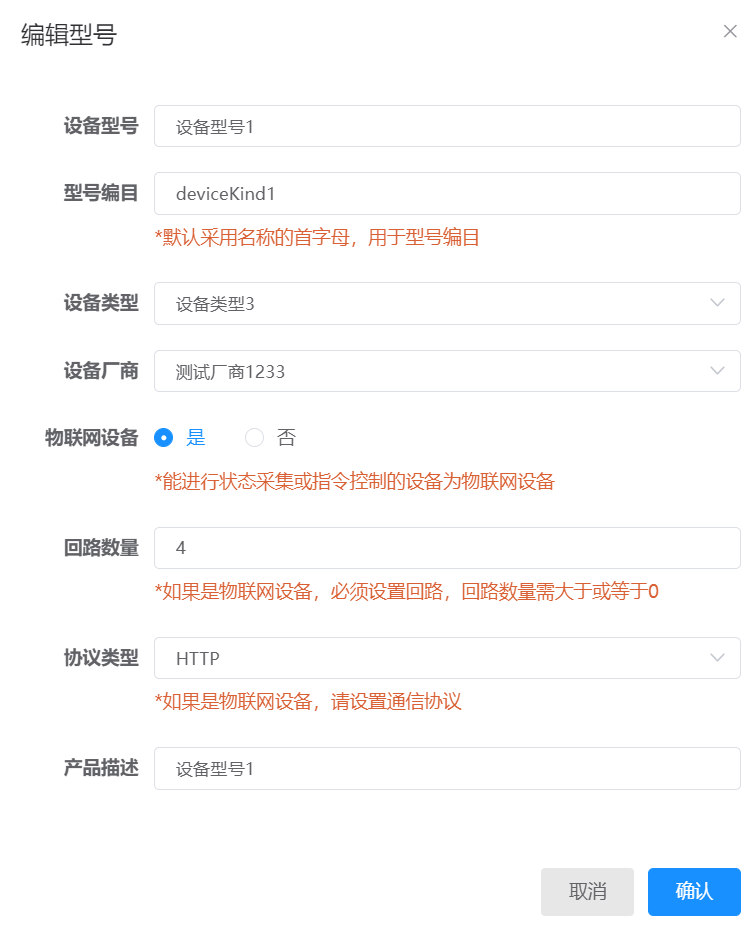 编辑型号
设备型号 设备型号1
型号编目 deviceKind1
*默认采用名称的首字母，用于型号编目
设备类型 设备类型3
设备厂商 测试厂商1233
物联网设备 是 否
*能进行状态采集或指令控制的设备为物联网设备
回路数量 4
*如果是物联网设备，必须设置回路，回路数量需大于或等于0
协议类型 HTTP
*如果是物联网设备，请设置通信协议
产品描述 设备型号1
取消 确认